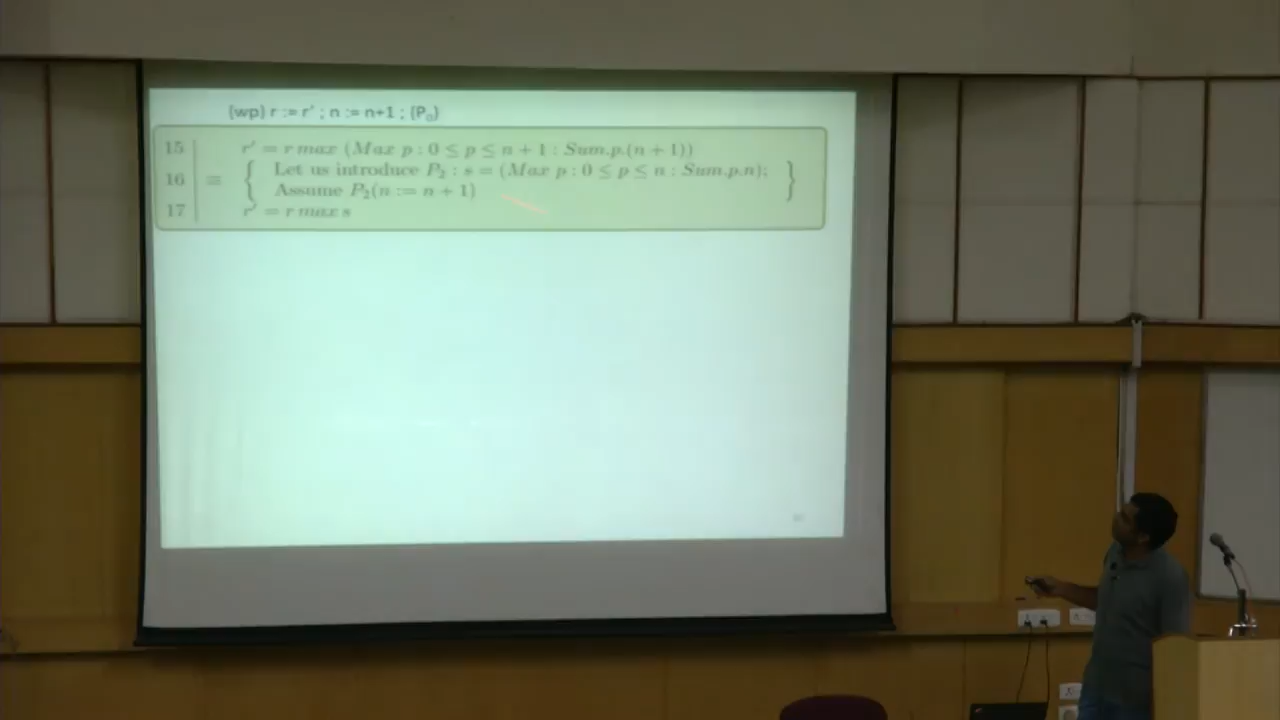 {wp} r := r' ; n := n+1 ; {P₀}
15 r' = r max (Max p : 0 ≤ p ≤ n + 1 : Sum.p.(n + 1))
16 ≡ { Let us introduce P₂ : s = (Max p : 0 ≤ p ≤ n : Sum.p.n);
Assume P₂(n := n + 1) }
17 r' = r max s